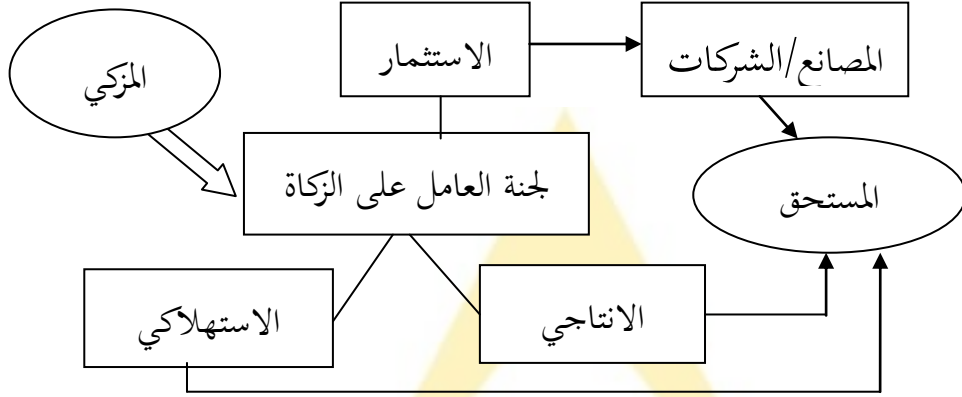 المزكي
الاستثمار
المصانع/الشركات
لجنة العامل على الزكاة
المستحق
الاستهلاكي
الانتاجي